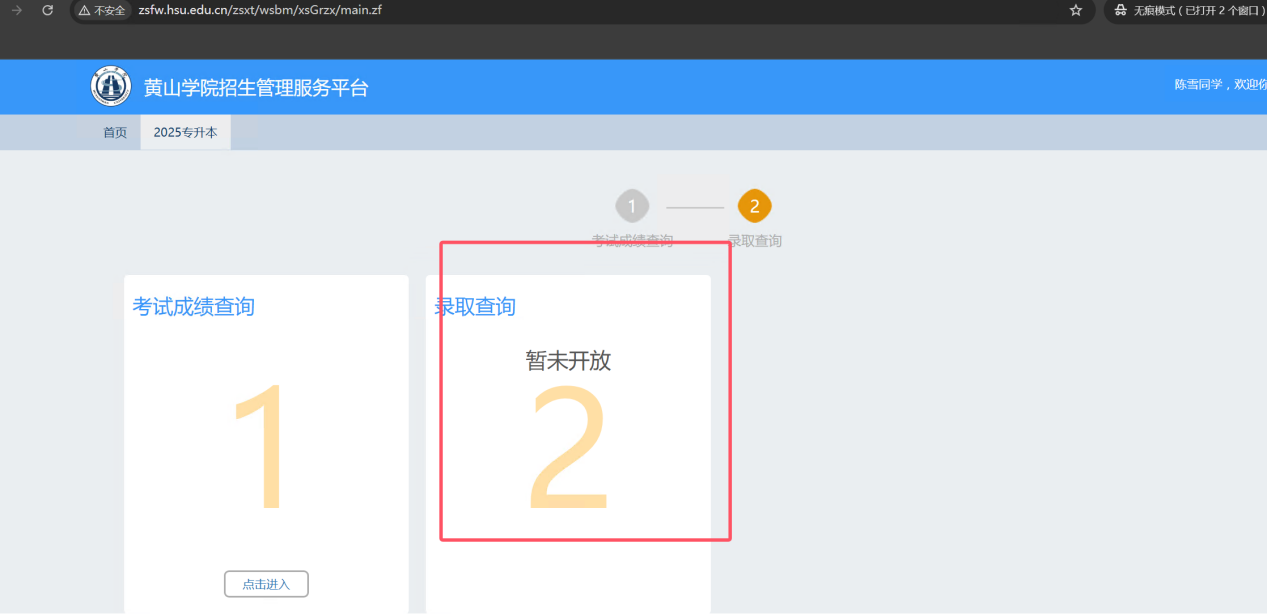 不安全 zsfw.hsu.edu.cn/zsxt/wsbm/xsGrzx/main.zf 无痕模式 ( 已打开 2 个窗口 )
黄山学院招生管理服务平台
陈雪同学，欢迎你
首页 2025专升本
1 2
考试成绩查询 录取查询
考试成绩查询 录取查询
暂未开放
1 2
点击进入